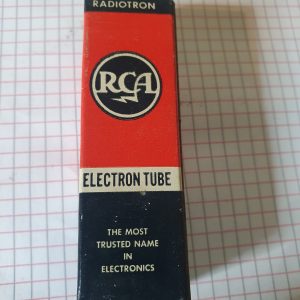 RADIOTRON
RCA
ELECTRON TUBE
THE MOST
TRUSTED NAME
IN
ELECTRONICS